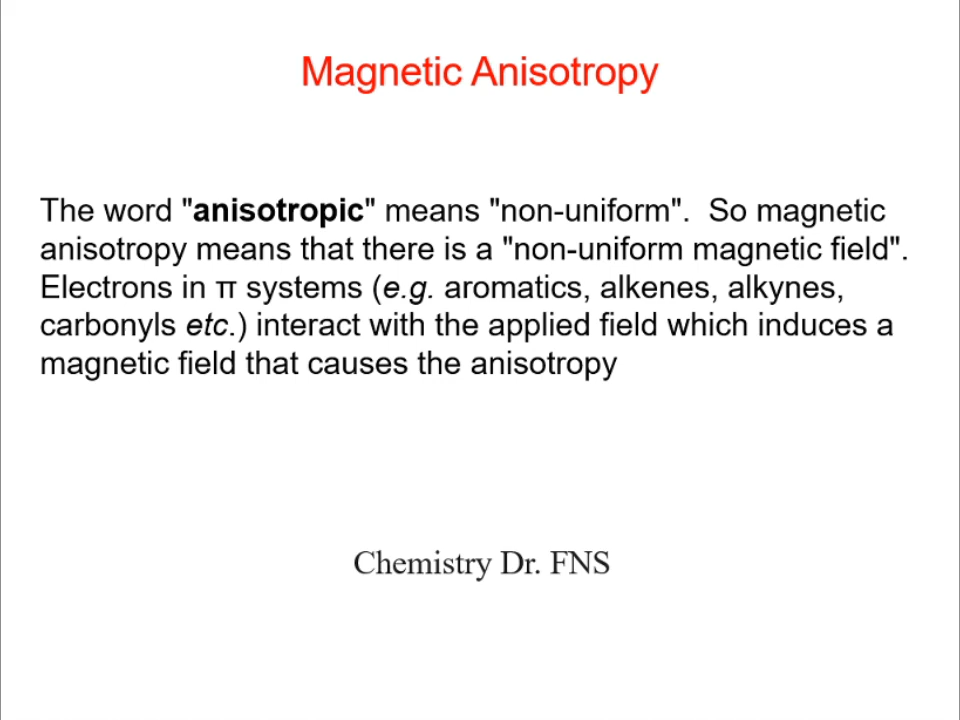 Magnetic Anisotropy
The word "anisotropic" means "non-uniform".  So magnetic
anisotropy means that there is a "non-uniform magnetic field".
Electrons in π systems (e.g. aromatics, alkenes, alkynes,
carbonyls etc.) interact with the applied field which induces a
magnetic field that causes the anisotropy
Chemistry Dr. FNS